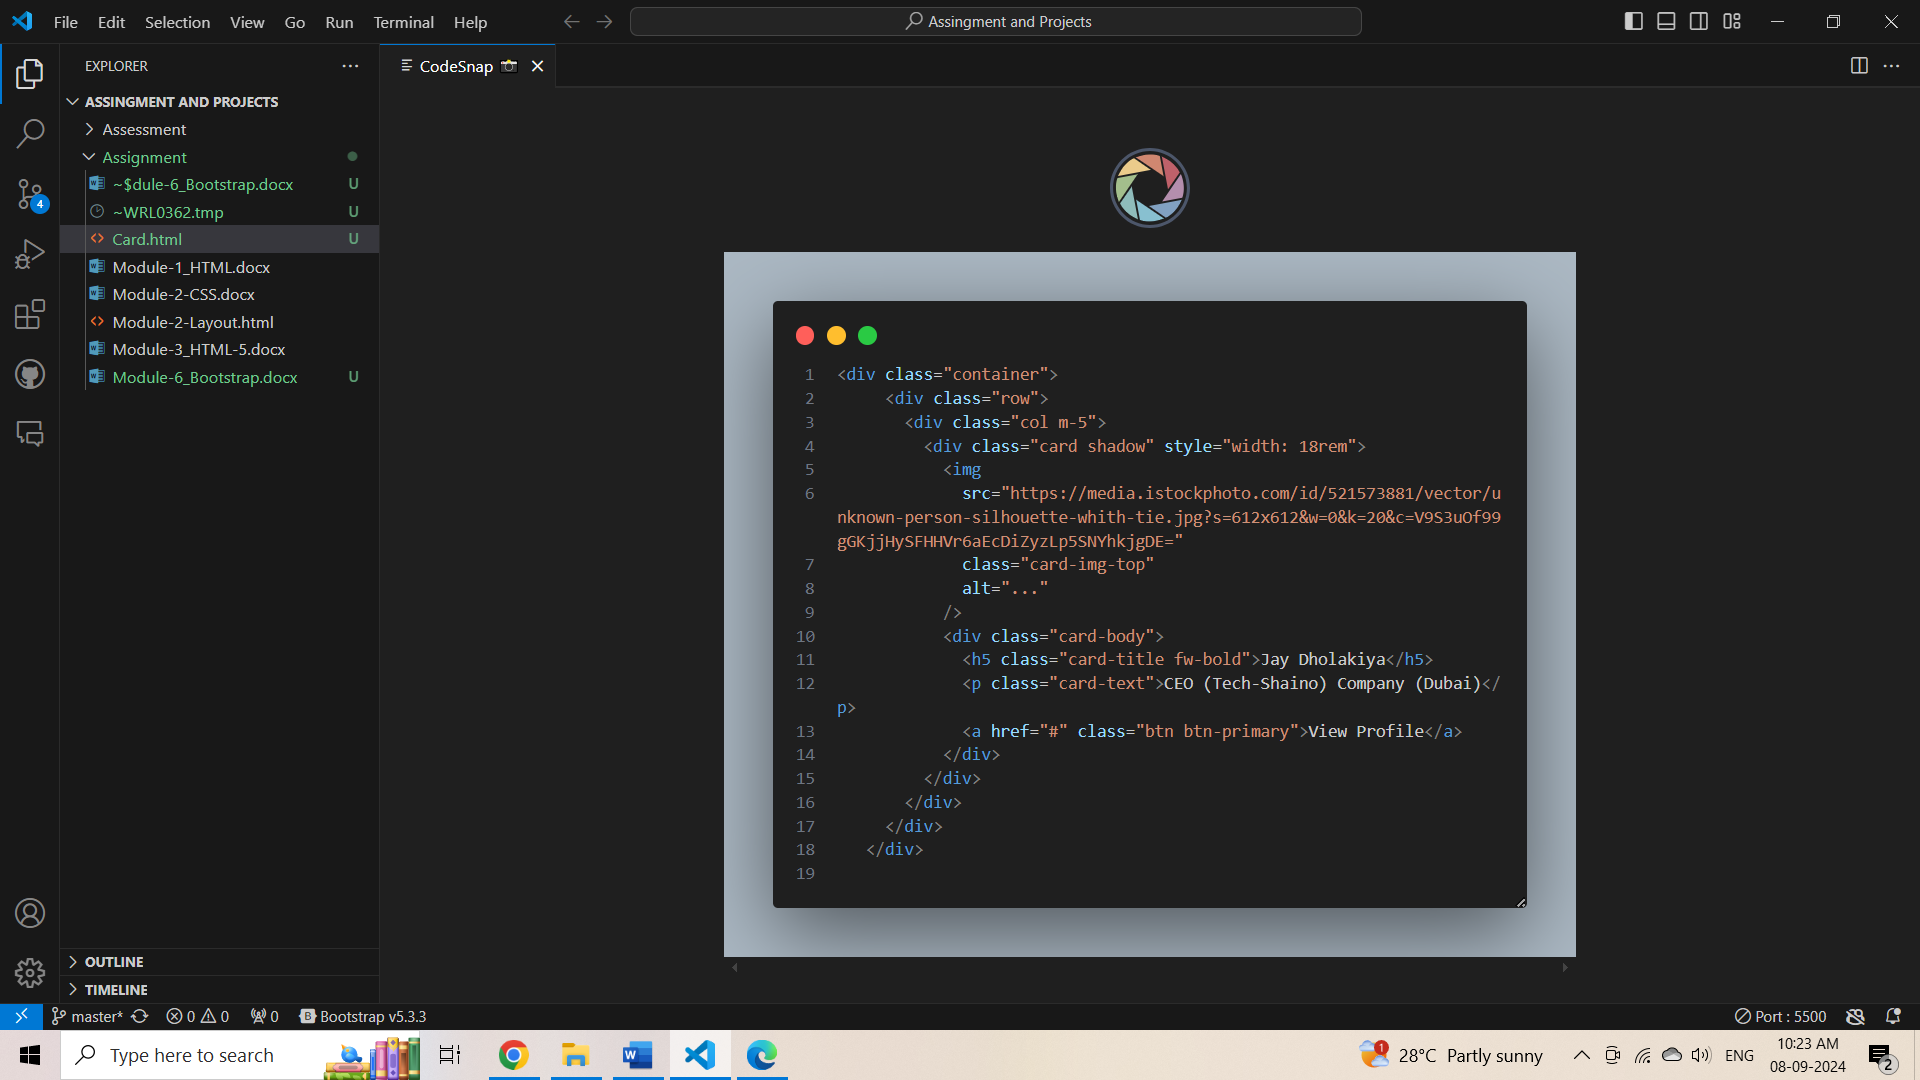 File Edit Selection View Go Run Terminal Help
Assingment and Projects
EXPLORER
CodeSnap
ASSINGMENT AND PROJECTS
Assessment
Assignment
~$dule-6_Bootstrap.docx U
~WRL0362.tmp U
Card.html U
Module-1_HTML.docx
Module-2-CSS.docx
Module-2-Layout.html
Module-3_HTML-5.docx
Module-6_Bootstrap.docx U
4
OUTLINE
TIMELINE
1 <div class="container">
2 <div class="row">
3 <div class="col m-5">
4 <div class="card shadow" style="width: 18rem">
5 <img
6 src="https://media.istockphoto.com/id/521573881/vector/u
nknown-person-silhouette-whith-tie.jpg?s=612x612&w=0&k=20&c=V9S3uOf99
gGKjjHySFHHVr6aEcDiZyzLp5SNYhkjgDE="
7 class="card-img-top"
8 alt="..."
9 />
10 <div class="card-body">
11 <h5 class="card-title fw-bold">Jay Dholakiya</h5>
12 <p class="card-text">CEO (Tech-Shaino) Company (Dubai)</
p>
13 <a href="#" class="btn btn-primary">View Profile</a>
14 </div>
15 </div>
16 </div>
17 </div>
18 </div>
19
master* 0 0 0 Bootstrap v5.3.3 Port : 5500
Type here to search
1 28°C Partly sunny ENG 10:23 AM
08-09-2024 2